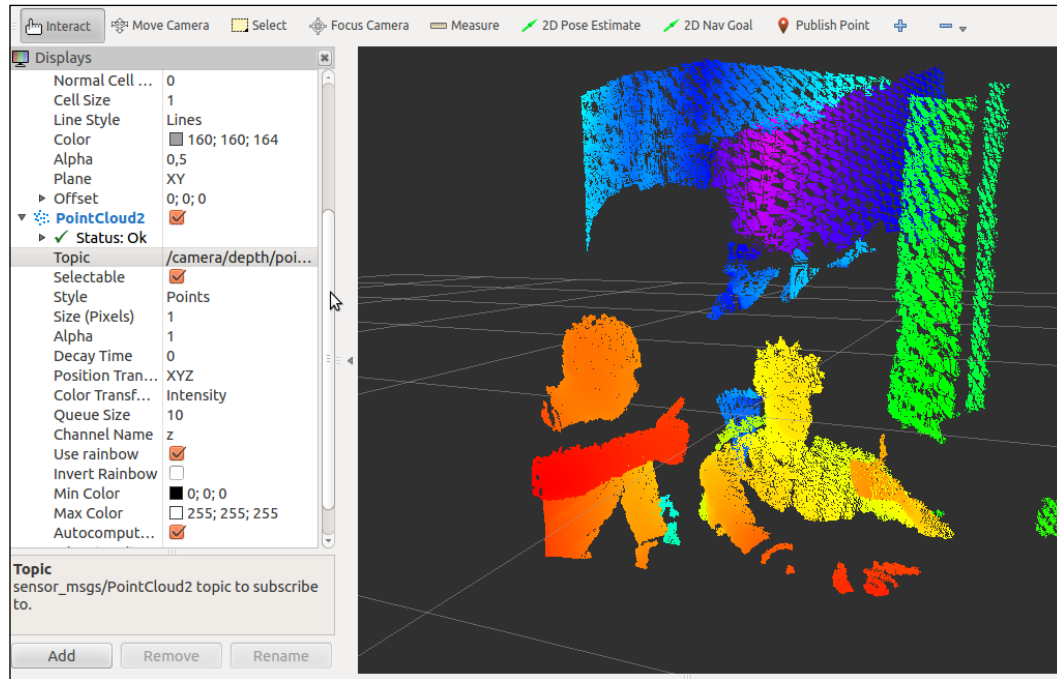 Interact Move Camera Select Focus Camera Measure 2D Pose Estimate 2D Nav Goal Publish Point
Displays
Normal Cell ... 0
Cell Size 1
Line Style Lines
Color 160; 160; 164
Alpha 0,5
Plane XY
Offset 0; 0; 0
PointCloud2
Status: Ok
Topic /camera/depth/poi...
Selectable
Style Points
Size (Pixels) 1
Alpha 1
Decay Time 0
Position Tran... XYZ
Color Transf... Intensity
Queue Size 10
Channel Name z
Use rainbow
Invert Rainbow
Min Color 0; 0; 0
Max Color 255; 255; 255
Autocomput...
Topic
sensor_msgs/PointCloud2 topic to subscribe
to.
Add Remove Rename